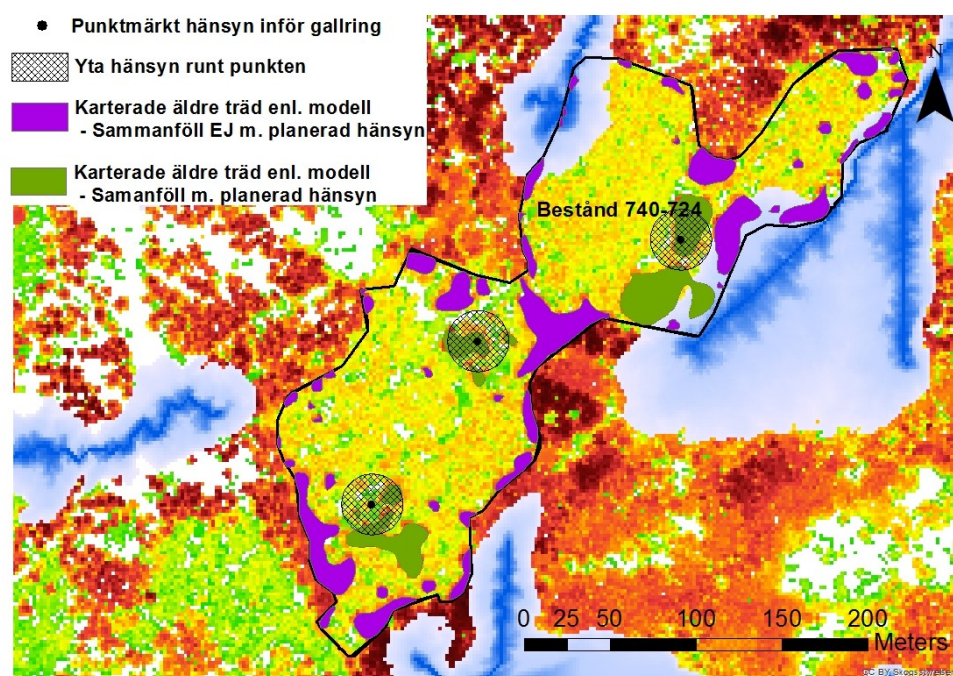 Punktmärkt hänsyn inför gallring
Yta hänsyn runt punkten
Karterade äldre träd enl. modell
- Sammanföll EJ m. planerad hänsyn
Karterade äldre träd enl. modell
- Samanföll m. planerad hänsyn
N
Bestånd 740-724
0 25 50 100 150 200
Meters
CC BY Skogsstyrelsen